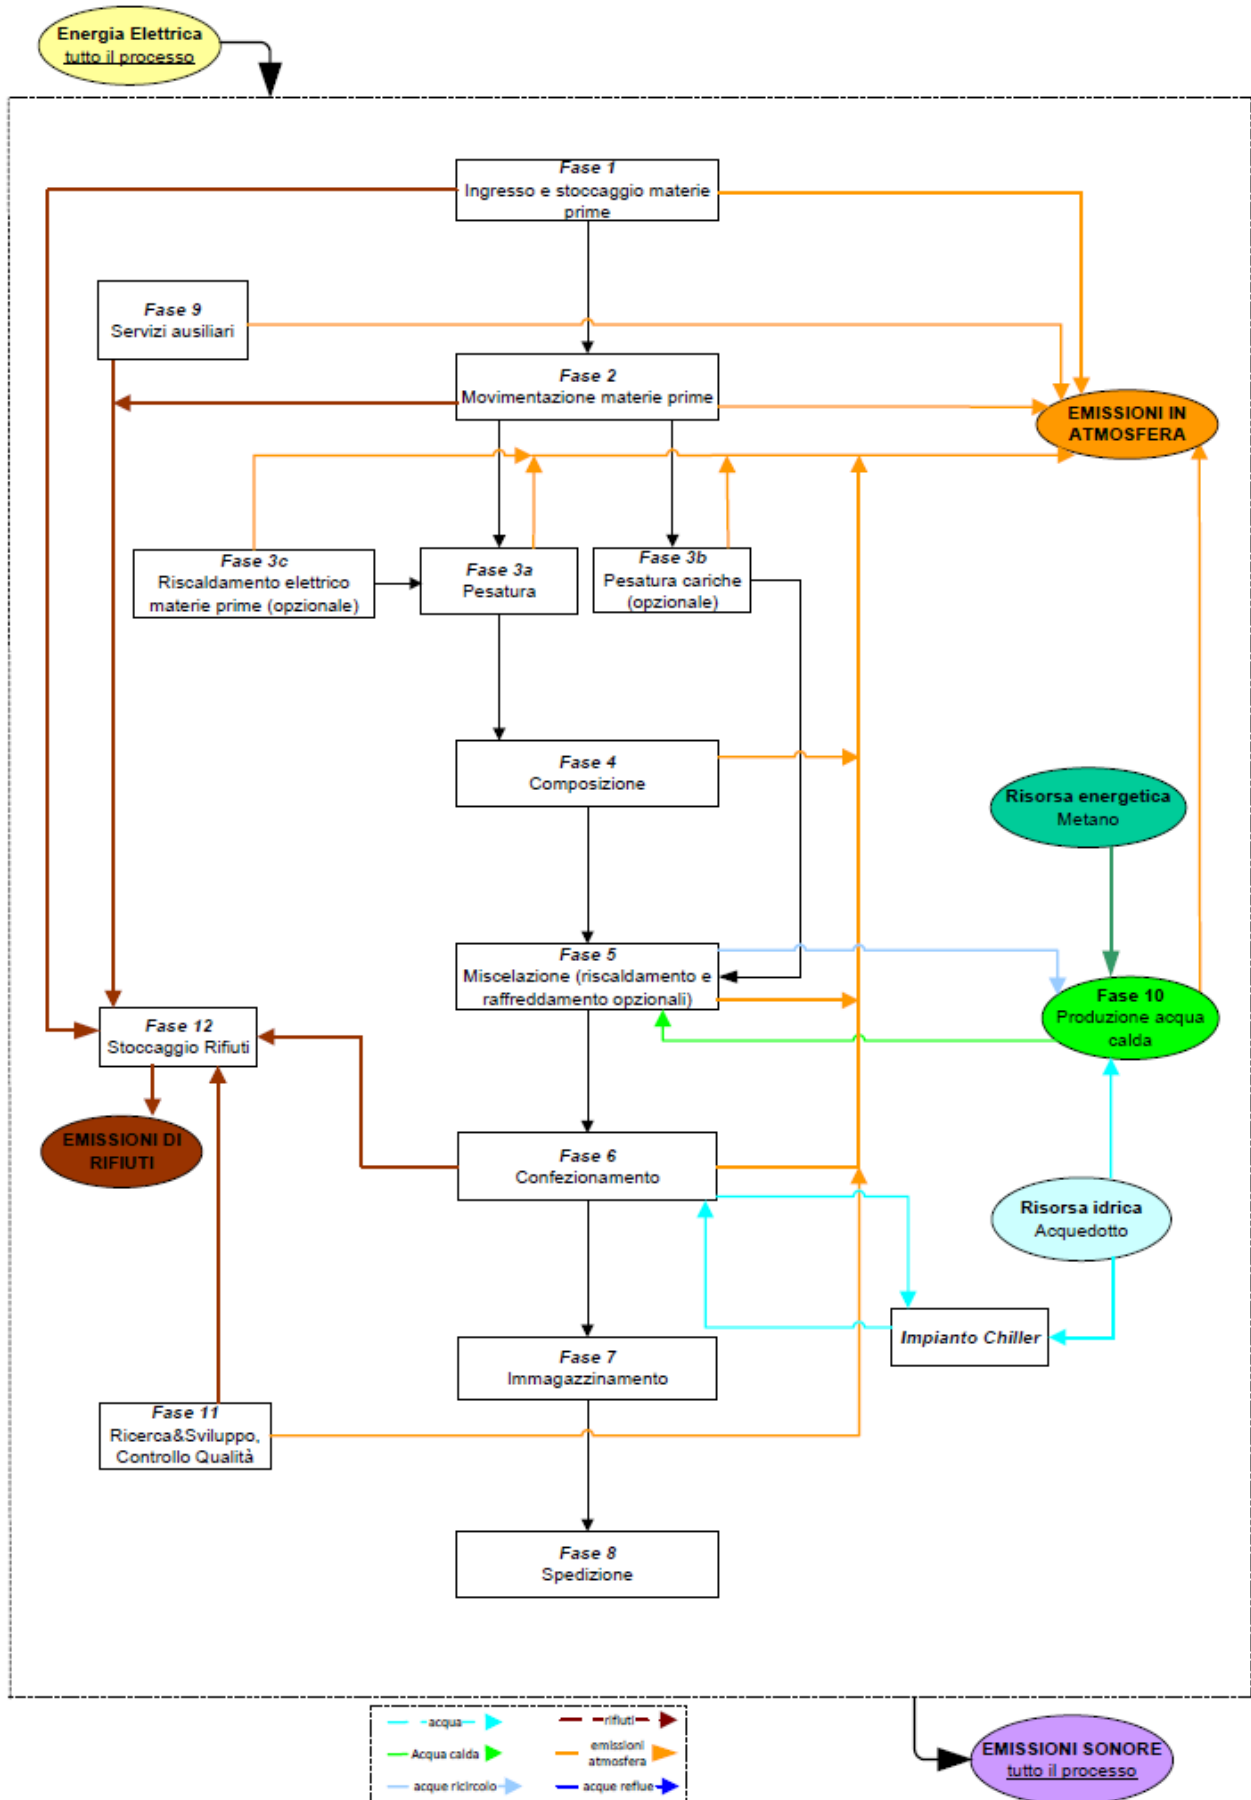 Energia Elettrica
tutto il processo
Fase 1
Ingresso e stoccaggio materie
prime
Fase 9
Servizi ausiliari
Fase 2
Movimentazione materie prime
EMISSIONI IN
ATMOSFERA
Fase 3c
Riscaldamento elettrico
materie prime (opzionale)
Fase 3a
Pesatura
Fase 3b
Pesatura cariche
(opzionale)
Fase 4
Composizione
Risorsa energetica
Metano
Fase 5
Miscelazione (riscaldamento e
raffreddamento opzionali)
Fase 10
Produzione acqua
calda
Fase 12
Stoccaggio Rifiuti
EMISSIONI DI
RIFIUTI
Fase 6
Confezionamento
Risorsa idrica
Acquedotto
Impianto Chiller
Fase 7
Immagazzinamento
Fase 11
Ricerca&Sviluppo,
Controllo Qualità
Fase 8
Spedizione
acqua
rifiuti
Acqua calda
emissioni
atmosfera
acque ricircolo
acque reflue
EMISSIONI SONORE
tutto il processo